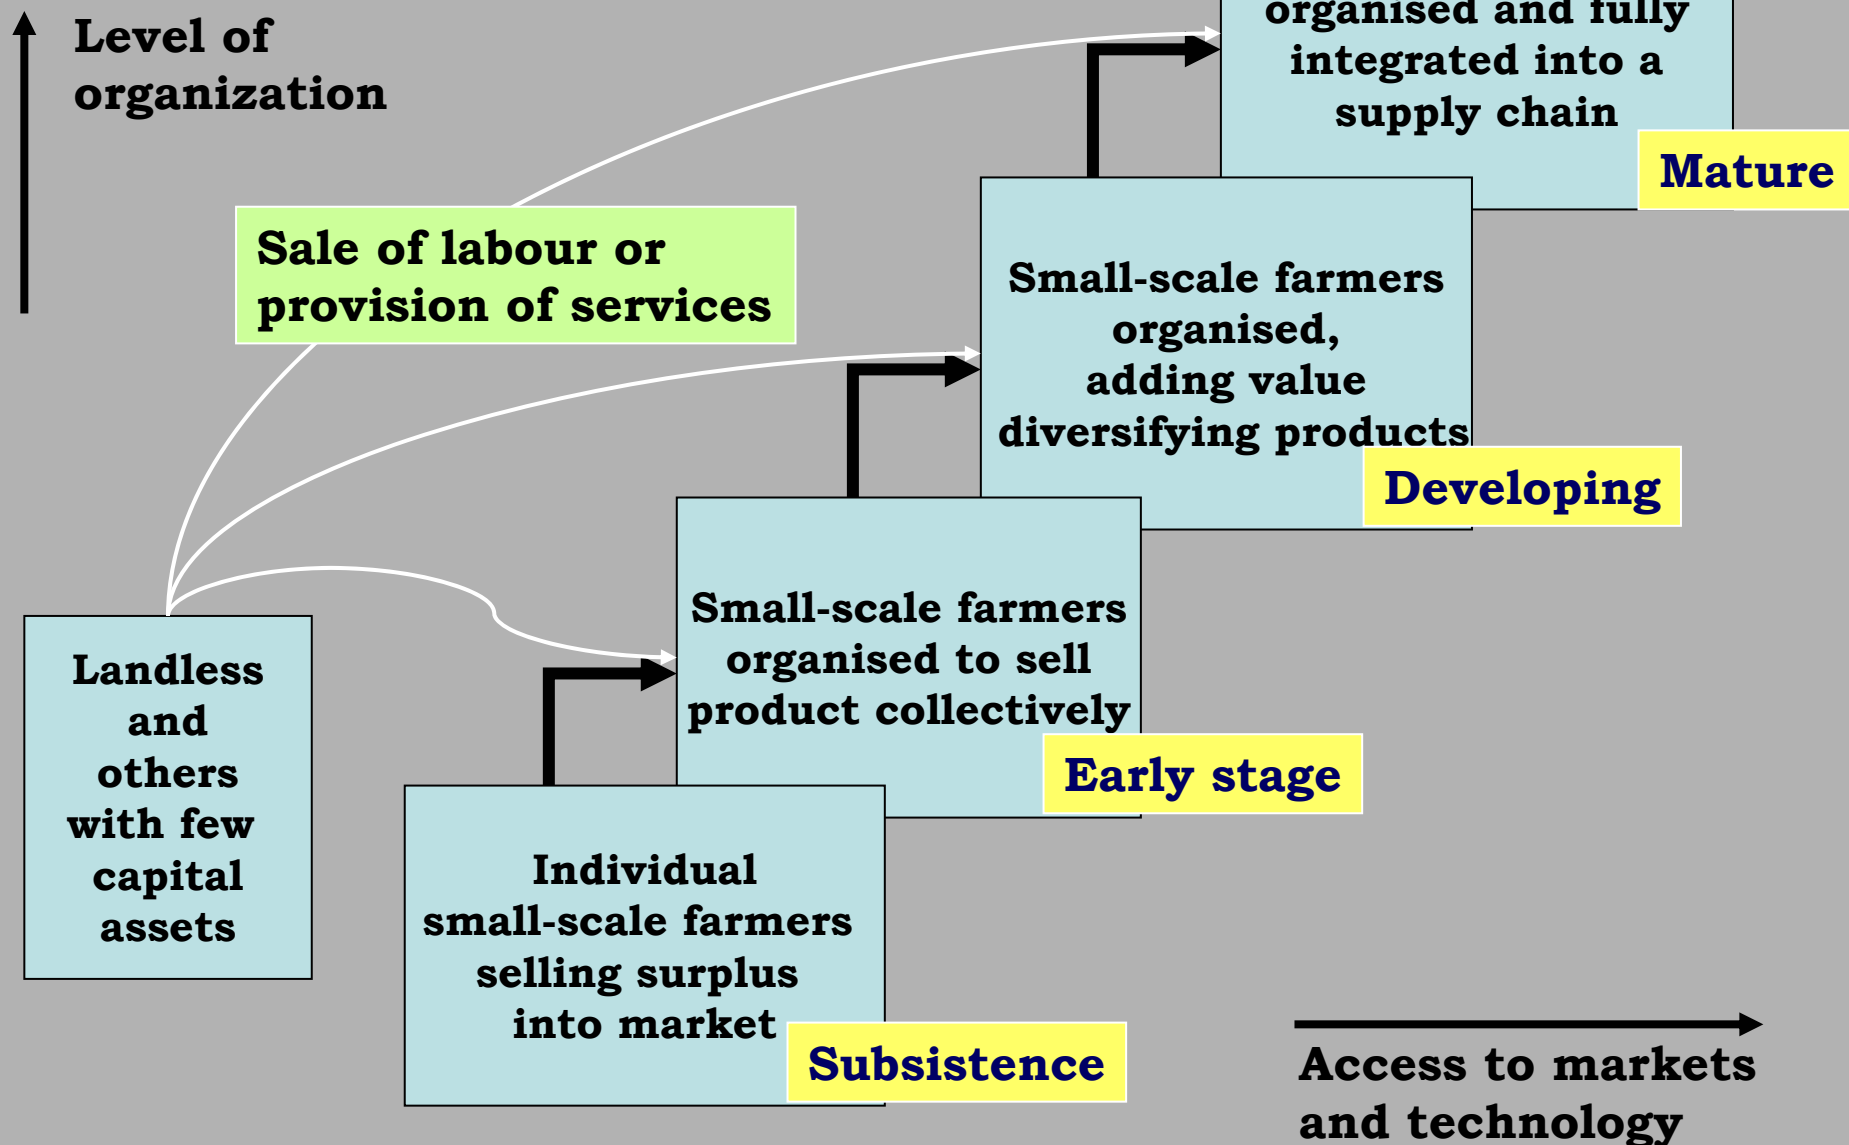 Level of
organization
organised and fully
integrated into a
supply chain
Mature
Sale of labour or
provision of services
Small-scale farmers
organised,
adding value
diversifying products
Developing
Small-scale farmers
organised to sell
product collectively
Early stage
Landless
and
others
with few
capital
assets
Individual
small-scale farmers
selling surplus
into market
Subsistence
Access to markets
and technology